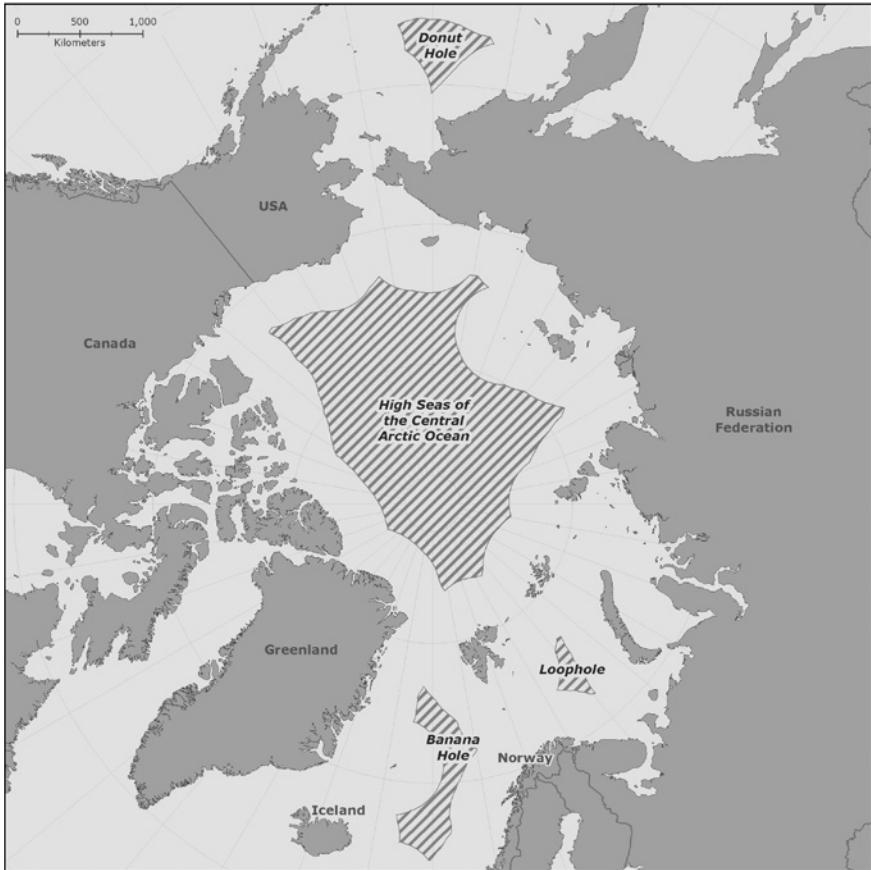 0 500 1,000
Kilometers
Donut
Hole
USA
Canada
High Seas of
the Central
Arctic Ocean
Russian
Federation
Greenland
Loophole
Banana
Hole
Norway
Iceland